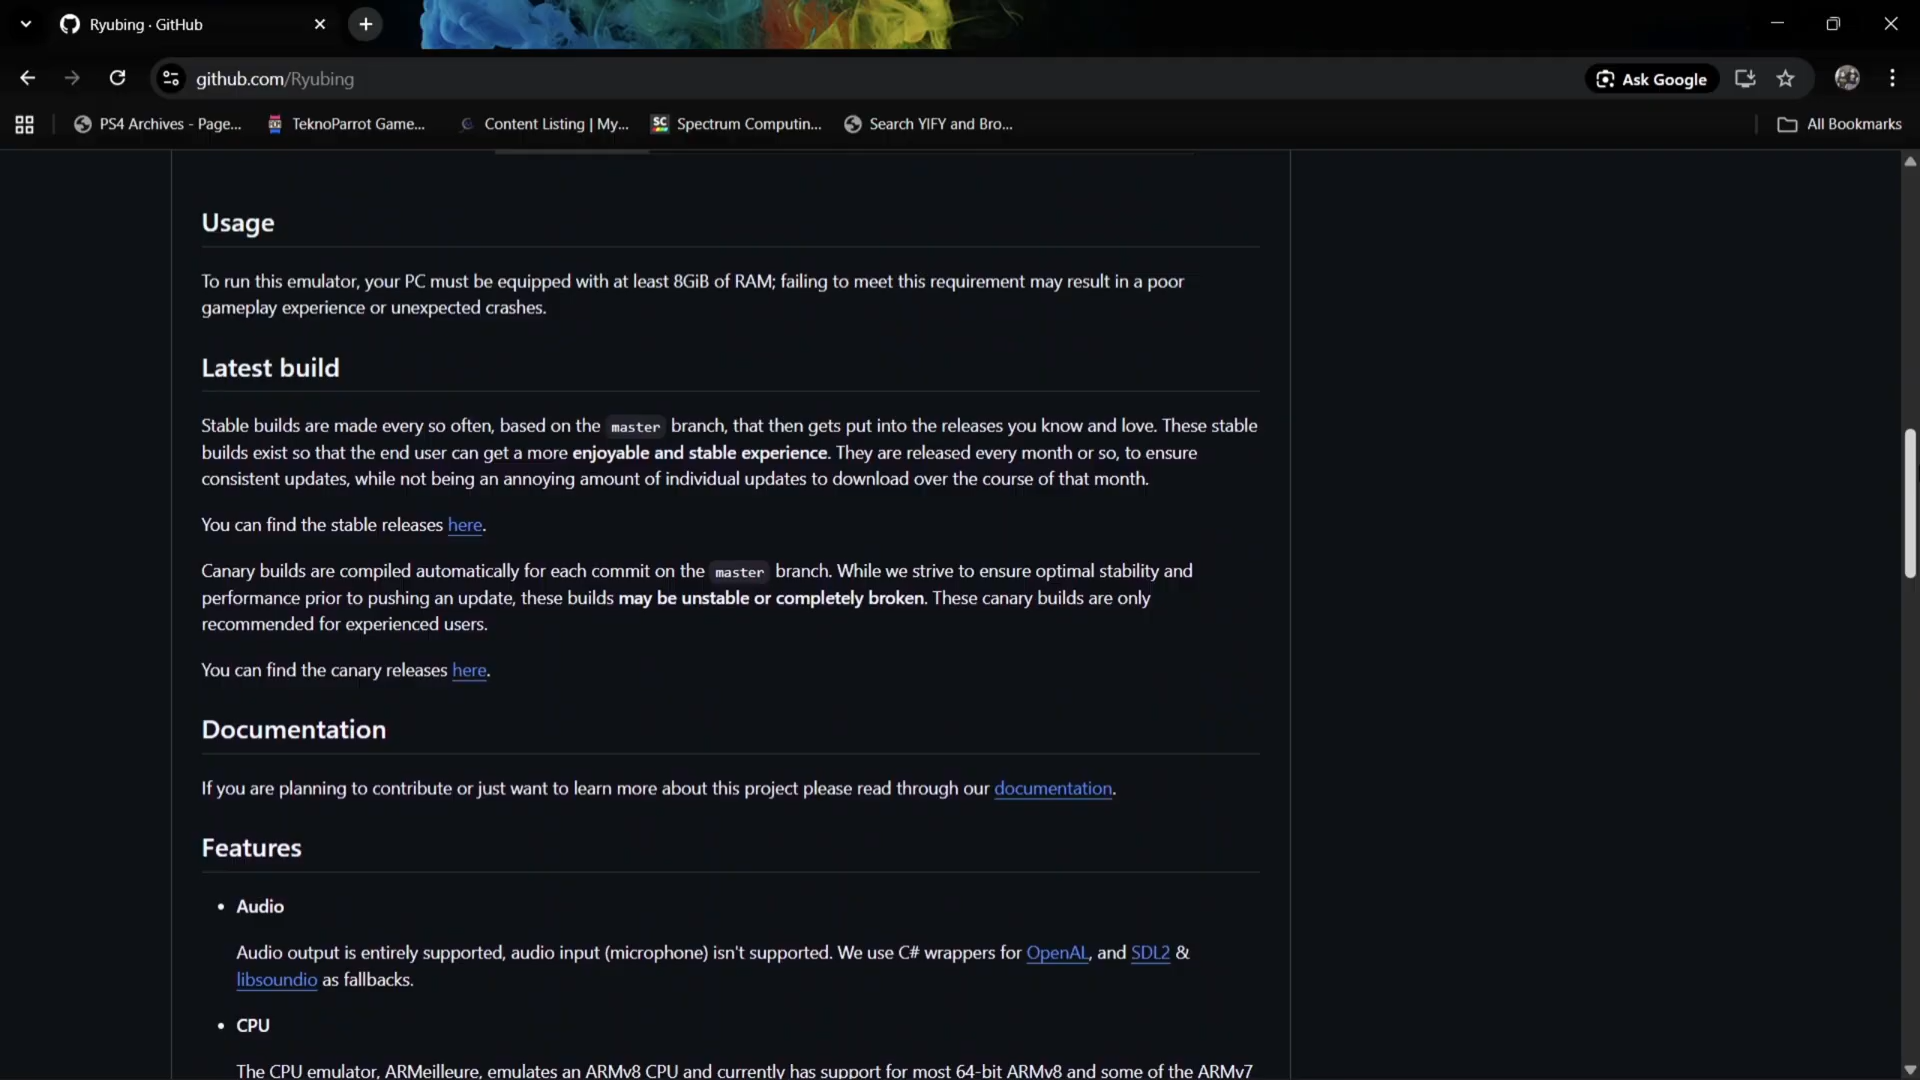 Ryubing · GitHub
github.com/Ryubing
Ask Google
PS4 Archives - Page...
TeknoParrot Game...
Content Listing | My...
SC
Spectrum Computin...
Search YIFY and Bro...
All Bookmarks
Usage
To run this emulator, your PC must be equipped with at least 8GiB of RAM; failing to meet this requirement may result in a poor
gameplay experience or unexpected crashes.
Latest build
Stable builds are made every so often, based on the master branch, that then gets put into the releases you know and love. These stable
builds exist so that the end user can get a more enjoyable and stable experience. They are released every month or so, to ensure
consistent updates, while not being an annoying amount of individual updates to download over the course of that month.
You can find the stable releases here.
Canary builds are compiled automatically for each commit on the master branch. While we strive to ensure optimal stability and
performance prior to pushing an update, these builds may be unstable or completely broken. These canary builds are only
recommended for experienced users.
You can find the canary releases here.
Documentation
If you are planning to contribute or just want to learn more about this project please read through our documentation.
Features
• Audio
Audio output is entirely supported, audio input (microphone) isn't supported. We use C# wrappers for OpenAL, and SDL2 &
libsoundio as fallbacks.
• CPU
The CPU emulator, ARMeilleure, emulates an ARMv8 CPU and currently has support for most 64-bit ARMv8 and some of the ARMv7